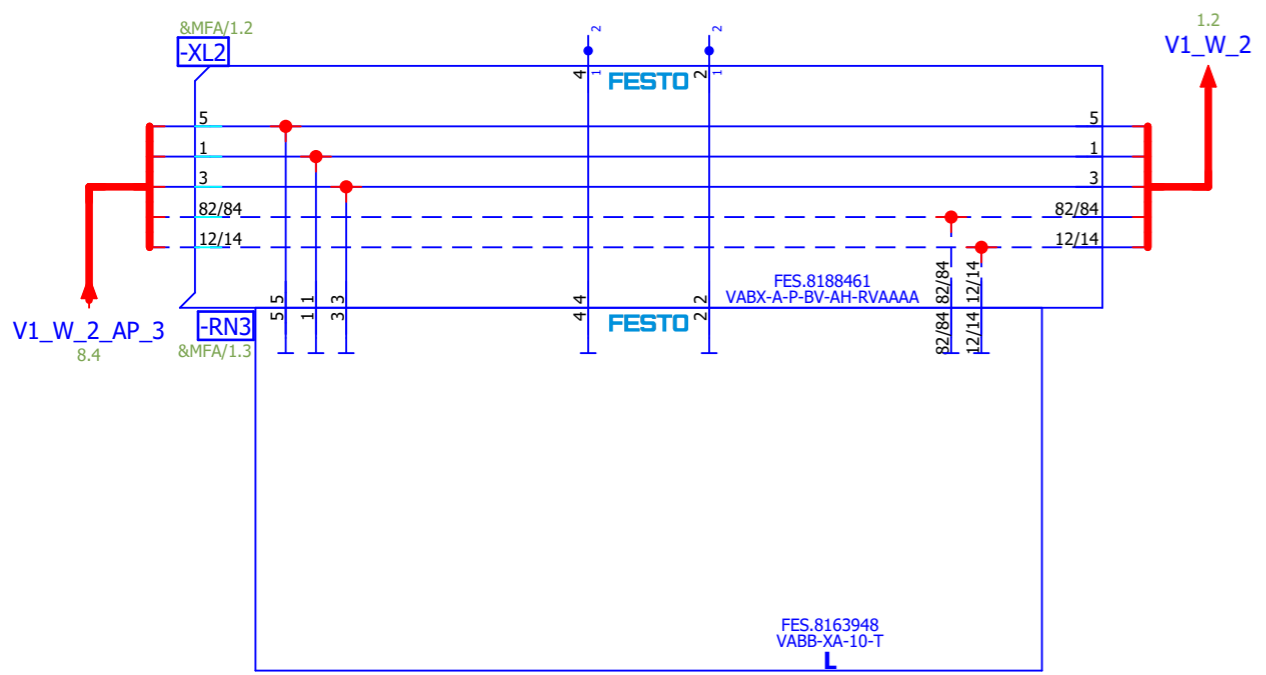 &MFA/1.2
-XL2
2
2
1.2
V1_W_2
4
1
FESTO
2
1
5
5
1
1
3
3
82/84
82/84
12/14
12/14
82/84
12/14
FES.8188461
VABX-A-P-BV-AH-RVAAAA
5
1
3
4
2
V1_W_2_AP_3
8.4
-RN3
&MFA/1.3
5
1
3
4
FESTO
2
82/84
12/14
FES.8163948
VABB-XA-10-T
L